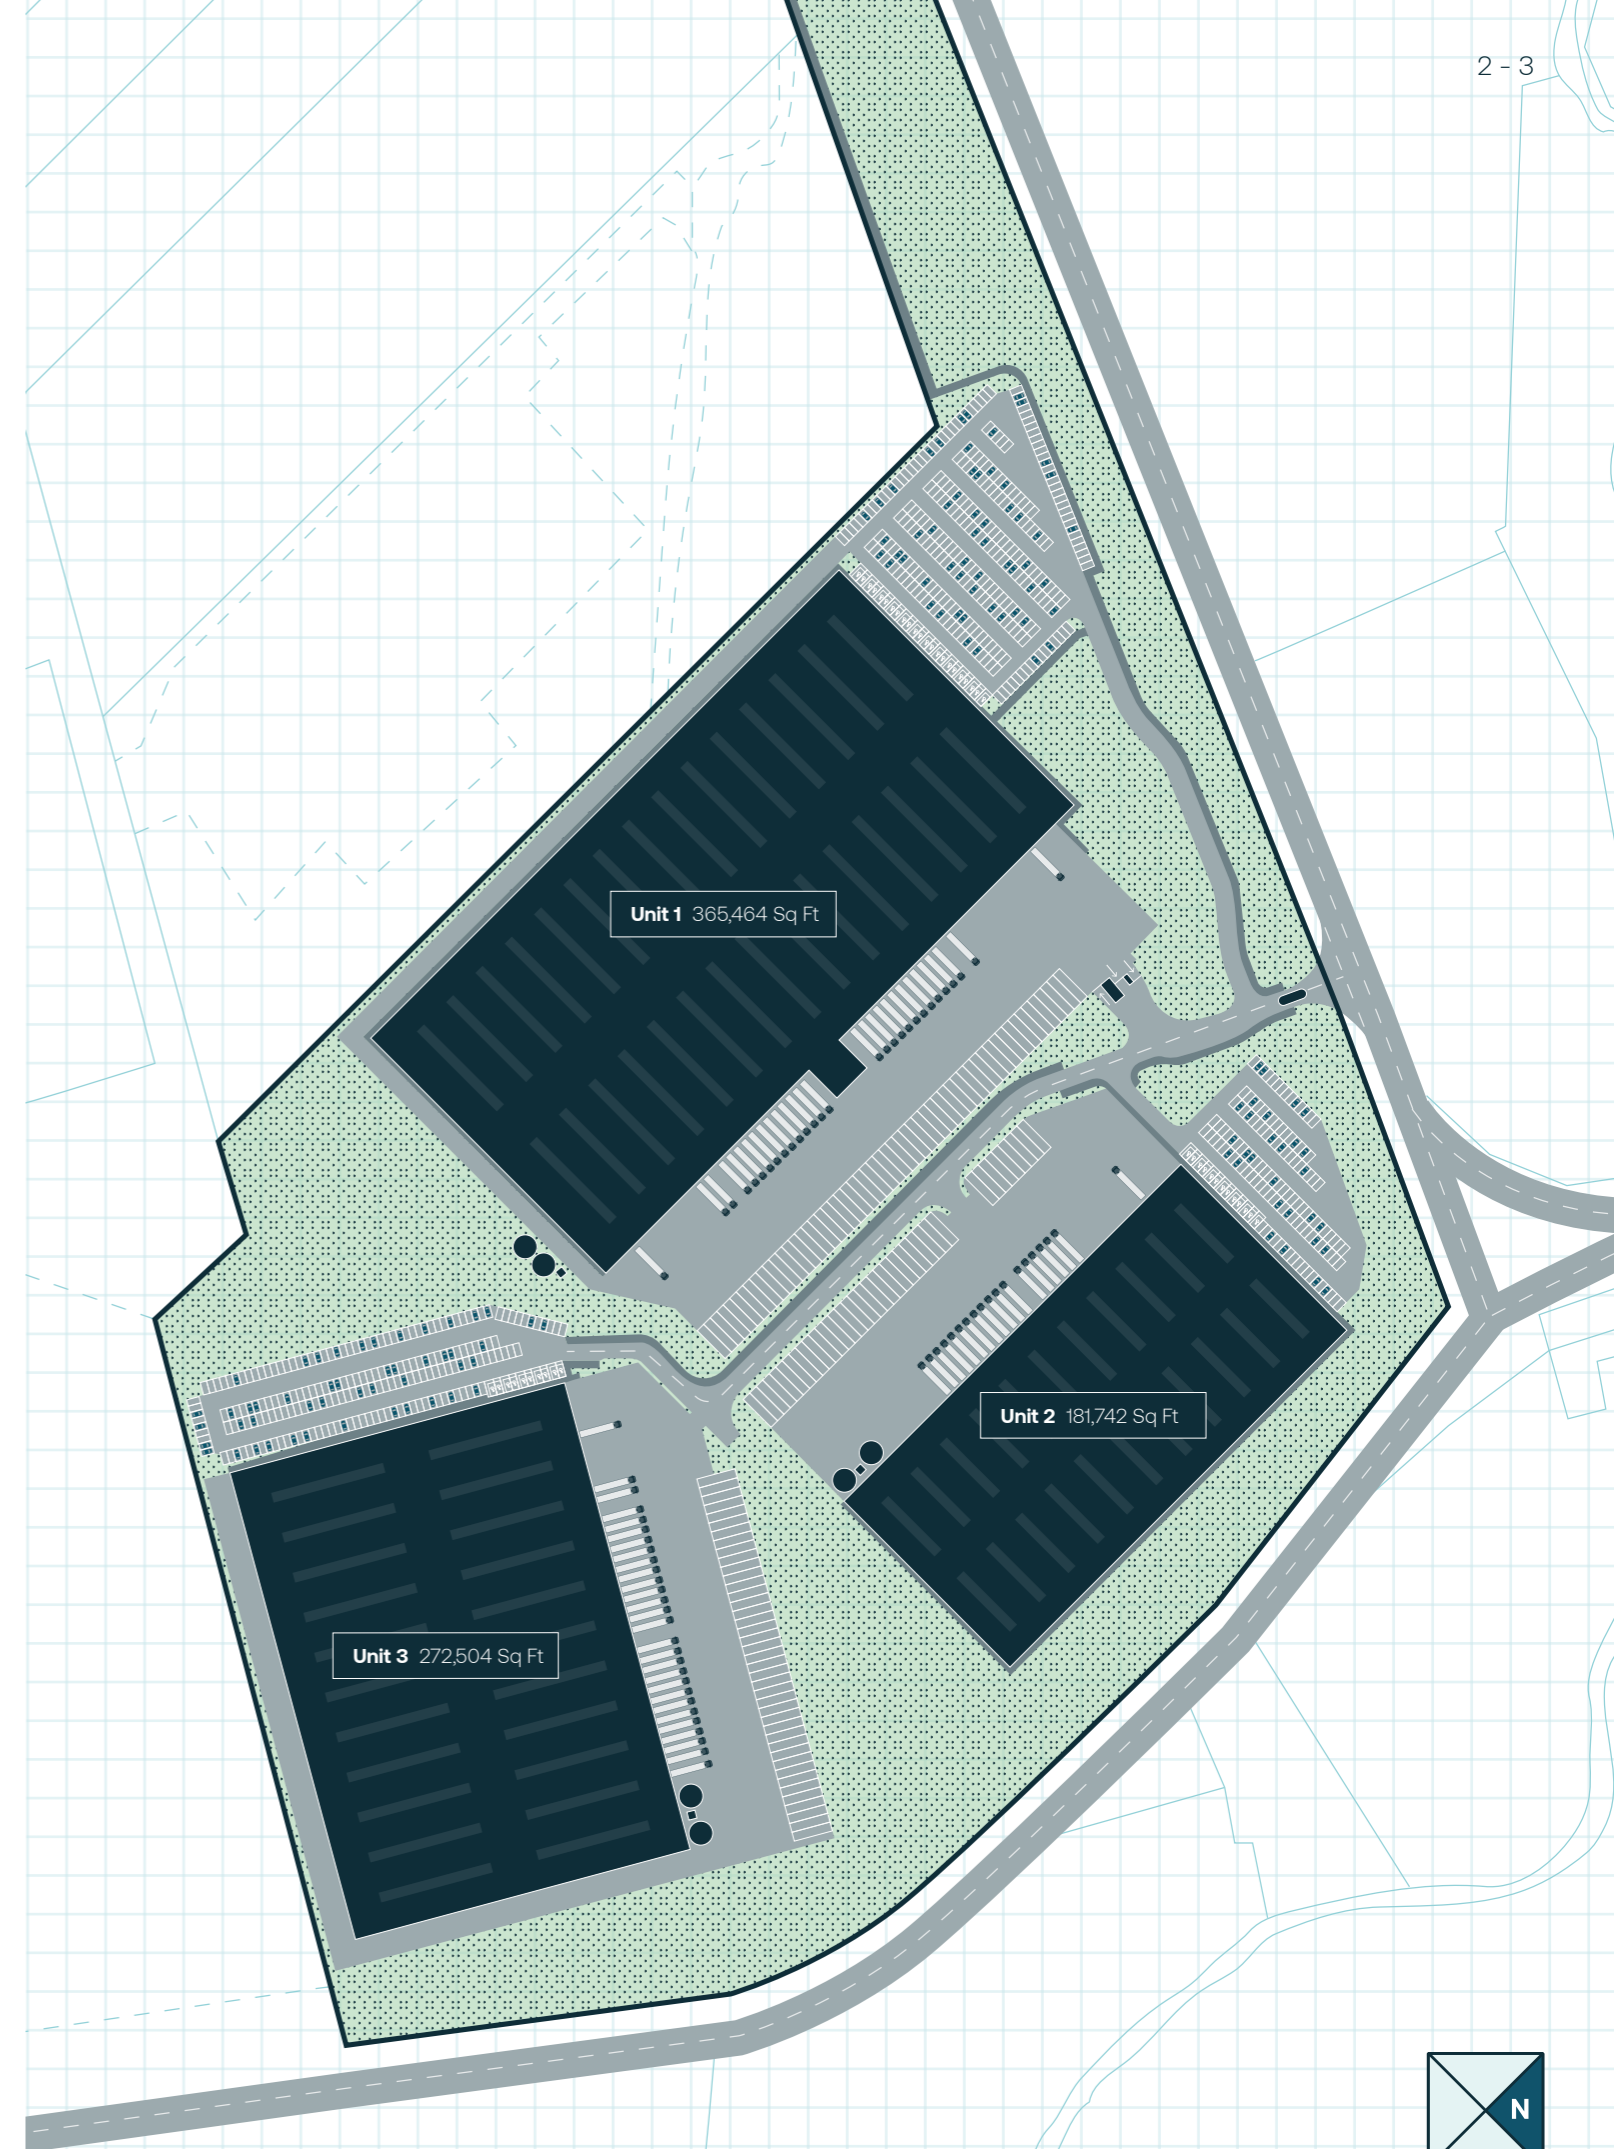 2 - 3
Unit 1 365,464 Sq Ft
Unit 2 181,742 Sq Ft
Unit 3 272,504 Sq Ft
N